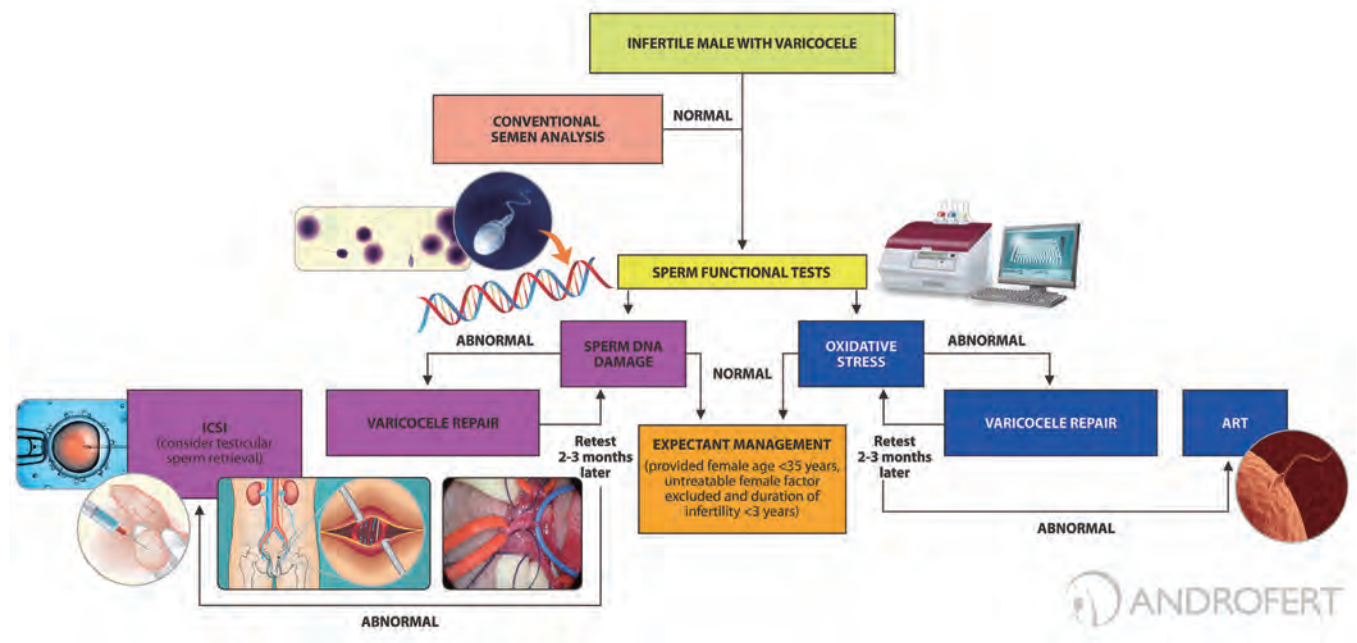 INFERTILE MALE WITH VARICOCELE
CONVENTIONAL
SEMEN ANALYSIS
NORMAL
SPERM FUNCTIONAL TESTS
ABNORMAL
SPERM DNA
DAMAGE
NORMAL
OXIDATIVE
STRESS
ABNORMAL
ICSI
(consider testicular
sperm retrieval)
VARICOCELE REPAIR
Retest
2-3 months
later
EXPECTANT MANAGEMENT
(provided female age <35 years,
untreatable female factor
excluded and duration of
infertility <3 years)
Retest
2-3 months
later
VARICOCELE REPAIR
ART
ABNORMAL
ABNORMAL
ANDROFERT